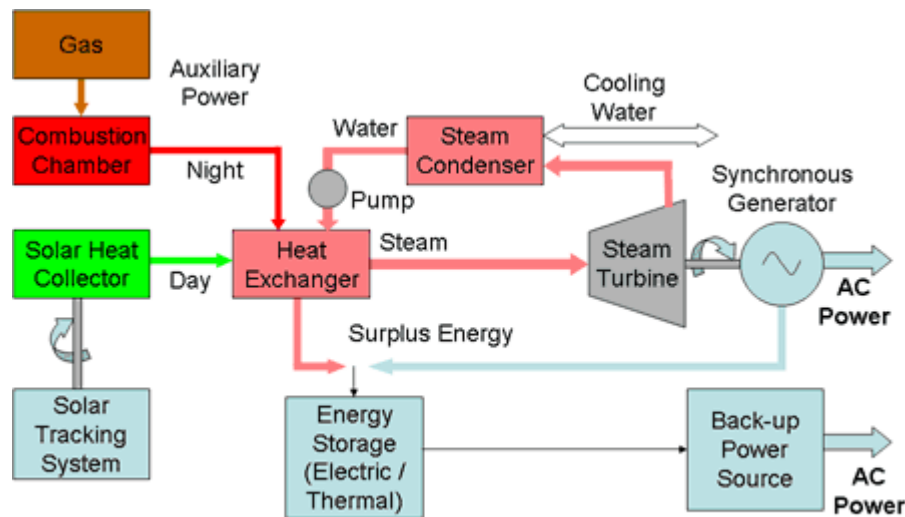 Gas
Auxiliary
Power
Cooling
Water
Combustion
Chamber
Night
Water
Steam
Condenser
Pump
Synchronous
Generator
Solar Heat
Collector
Day
Heat
Exchanger
Steam
Steam
Turbine
AC
Power
Surplus Energy
Solar
Tracking
System
Energy
Storage
(Electric /
Thermal)
Back-up
Power
Source
AC
Power